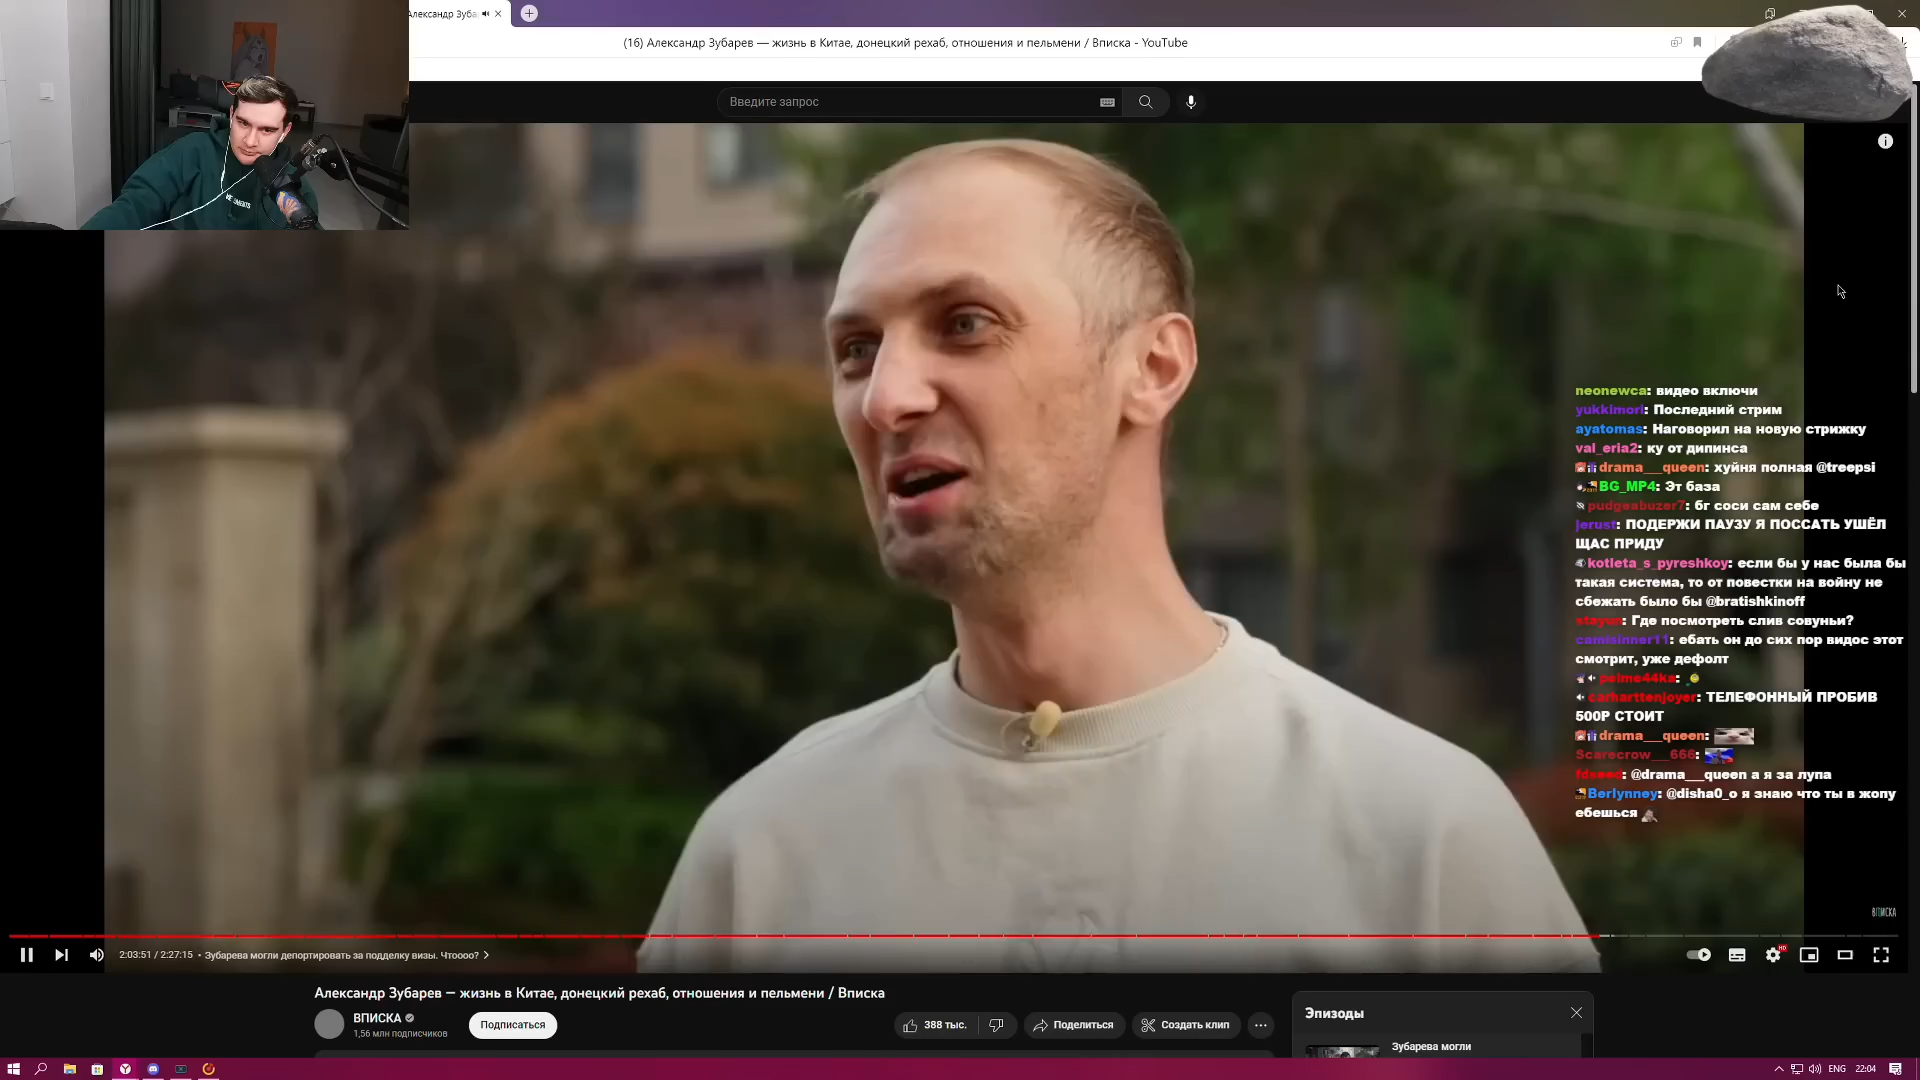 (16) Александр Зубарев — жизнь в Китае, донецкий рехаб, отношения и пельмени / Вписка - YouTube
Введите запрос
neonewca: видео включи
yukkimori: Последний стрим
ayatomas: Наговорил на новую стрижку
val_eria2: ку от дипинса
drama__queen: хуйня полная @treepsi
BG_MP4: Эт база
pudgeabuzer7: бг соси сам себе
jerust: ПОДЕРЖИ ПАУЗУ Я ПОССАТЬ УШЁЛ
ЩАС ПРИДУ
kotleta_s_pyreshkoy: если бы у нас была бы
такая система, то от повестки на войну не
сбежать было бы @bratishkinoff
stayun: Где посмотреть слив совуньи?
camisinner11: ебать он до сих пор видос этот
смотрит, уже дефолт
pelme44ks:
carharttenjoyer: ТЕЛЕФОННЫЙ ПРОБИВ
500Р СТОИТ
drama__queen:
Scarecrow__666:
fdseed: @drama__queen а я за лупа
Berlynney: @disha0_o я знаю что ты в жопу
ебешься
ВПИСКА
2:03:51 / 2:27:15 • Зубарева могли депортировать за подделку визы. Чтоооо?
Александр Зубарев — жизнь в Китае, донецкий рехаб, отношения и пельмени / Вписка
ВПИСКА
1,56 млн подписчиков
Подписаться
388 тыс.
Поделиться
Создать клип
Эпизоды
Зубарева могли
ENG
22:04